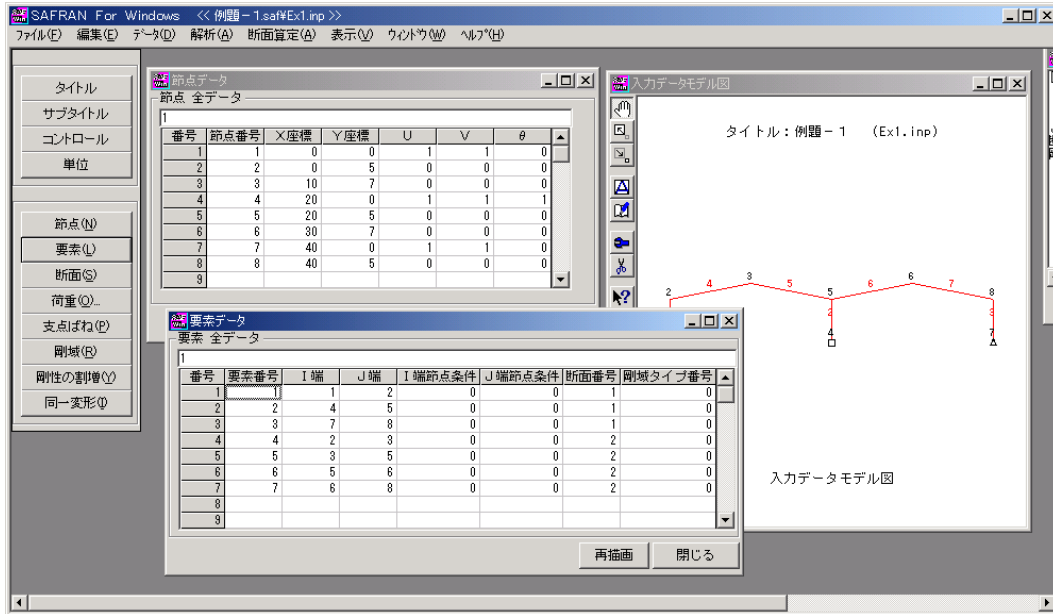 SAFRAN For Windows << 例題－1.saf¥Ex1.inp >>
ファイル(F) 編集(E) データ(D) 解析(A) 断面算定(A) 表示(V) ウィンドウ(W) ヘルプ(H)
タイトル
サブタイトル
コントロール
単位
節点(N)
要素(L)
断面(S)
荷重(O)...
支点ばね(P)
剛域(R)
剛性の割増(Y)
同一変形(I)
節点データ
節点 全データ
1
番号 節点番号 X座標 Y座標 U V θ
1 1 0 0 1 1 0
2 2 0 5 0 0 0
3 3 10 7 0 0 0
4 4 20 0 1 1 1
5 5 20 5 0 0 0
6 6 30 7 0 0 0
7 7 40 0 1 1 0
8 8 40 5 0 0 0
9
要素データ
要素 全データ
1
番号 要素番号 I端 J端 I端節点条件 J端節点条件 断面番号 剛域タイプ番号
1 1 1 2 0 0 1 0
2 2 4 5 0 0 1 0
3 3 7 8 0 0 1 0
4 4 2 3 0 0 2 0
5 5 3 5 0 0 2 0
6 6 5 6 0 0 2 0
7 7 6 8 0 0 2 0
8
9
再描画 閉じる
入力データモデル図
タイトル：例題－1 (Ex1.inp)
3 6
4 5 6 7
2 5 8
2 3
4 7
入力データモデル図